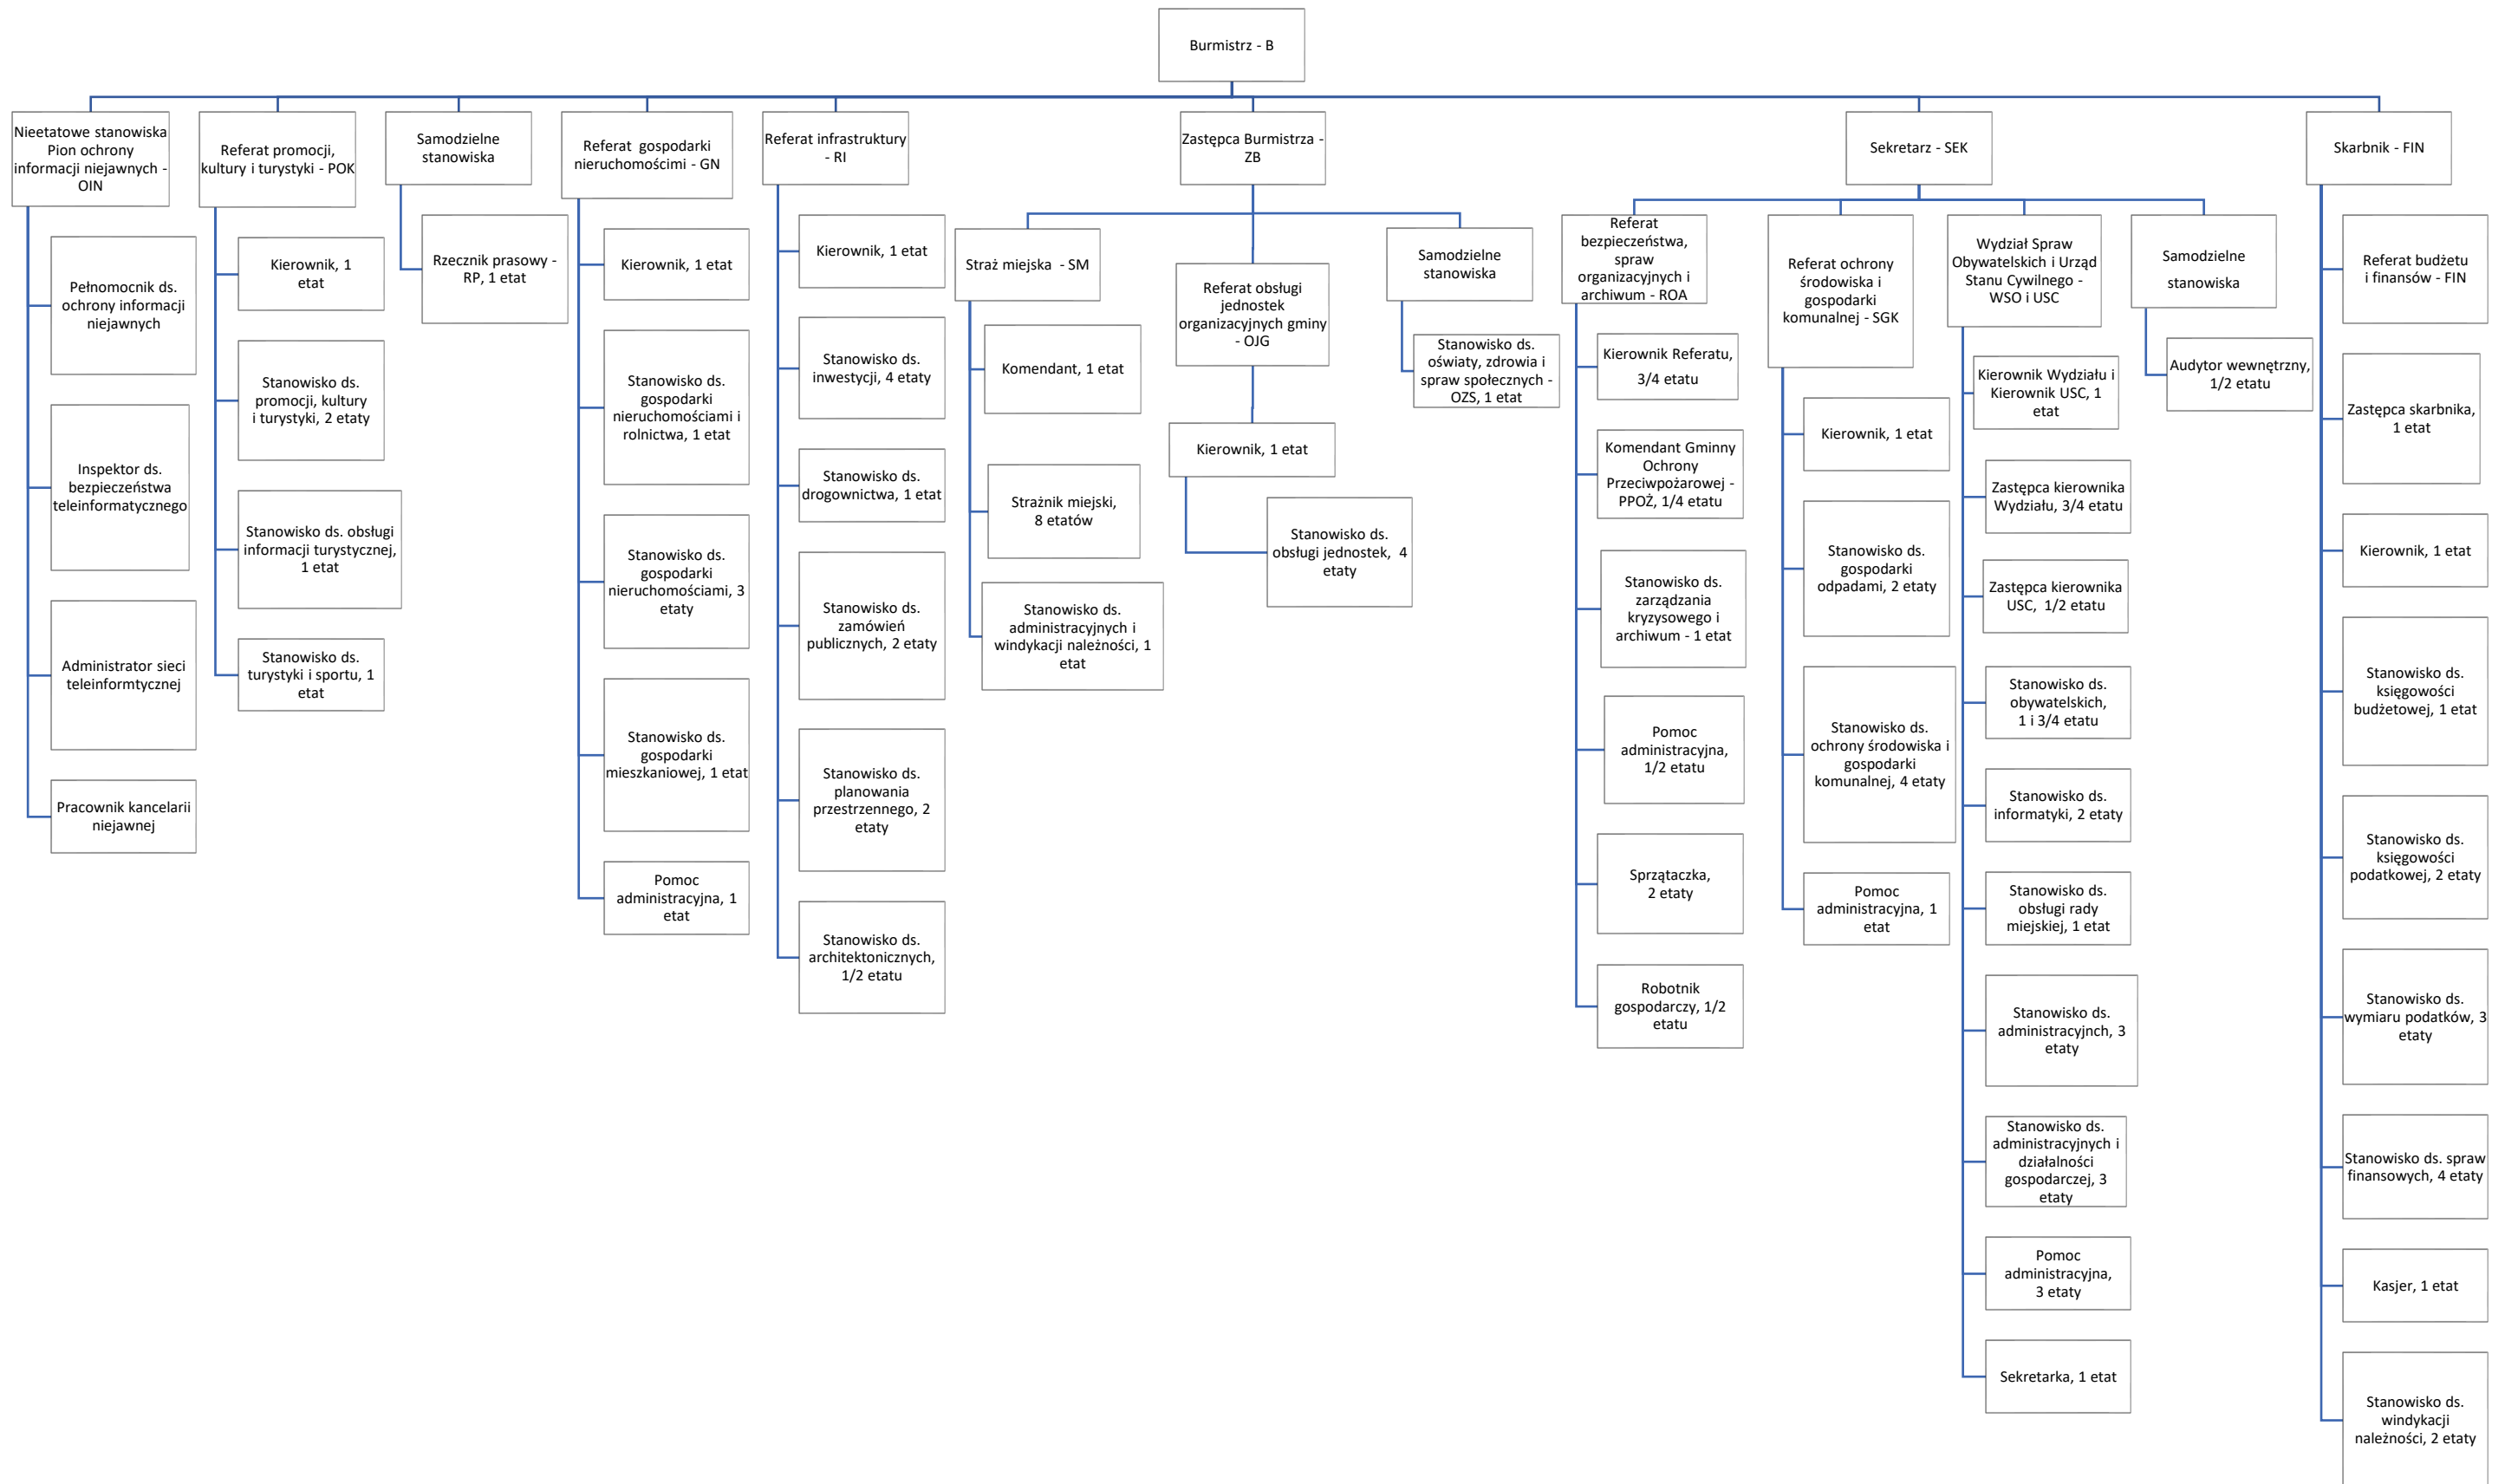 Burmistrz - B
Nieetatowe stanowiska
Pion ochrony
informacji niejawnych -
OIN
Pełnomocnik ds.
ochrony informacji
niejawnych
Inspektor ds.
bezpieczeństwa
teleinformatycznego
Administrator sieci
teleinformtycznej
Pracownik kancelarii
niejawnej
Referat promocji,
kultury i turystyki - POK
Kierownik, 1
etat
Stanowisko ds.
promocji, kultury
i turystyki, 2 etaty
Stanowisko ds. obsługi
informacji turystycznej,
1 etat
Stanowisko ds.
turystyki i sportu, 1
etat
Samodzielne
stanowiska
Rzecznik prasowy -
RP, 1 etat
Referat gospodarki
nieruchomościmi - GN
Kierownik, 1 etat
Stanowisko ds.
gospodarki
nieruchomościami i
rolnictwa, 1 etat
Stanowisko ds.
gospodarki
nieruchomościami, 3
etaty
Stanowisko ds.
gospodarki
mieszkaniowej, 1 etat
Pomoc
administracyjna, 1
etat
Referat infrastruktury
- RI
Kierownik, 1 etat
Stanowisko ds.
inwestycji, 4 etaty
Stanowisko ds.
drogownictwa, 1 etat
Stanowisko ds.
zamówień
publicznych, 2 etaty
Stanowisko ds.
planowania
przestrzennego, 2
etaty
Stanowisko ds.
architektonicznych,
1/2 etatu
Zastępca Burmistrza -
ZB
Straż miejska - SM
Komendant, 1 etat
Strażnik miejski,
8 etatów
Stanowisko ds.
administracyjnych i
windykacji należności, 1
etat
Referat obsługi
jednostek
organizacyjnych gminy
- OJG
Kierownik, 1 etat
Stanowisko ds.
obsługi jednostek, 4
etaty
Samodzielne
stanowiska
Stanowisko ds.
oświaty, zdrowia i
spraw społecznych -
OZS, 1 etat
Sekretarz - SEK
Referat
bezpieczeństwa,
spraw
organizacyjnych i
archiwum - ROA
Kierownik Referatu,
3/4 etatu
Komendant Gminny
Ochrony
Przeciwpożarowej -
PPOŻ, 1/4 etatu
Stanowisko ds.
zarządzania
kryzysowego i
archiwum - 1 etat
Pomoc
administracyjna,
1/2 etatu
Sprzątaczka,
2 etaty
Robotnik
gospodarczy, 1/2
etatu
Referat ochrony
środowiska i
gospodarki
komunalnej - SGK
Kierownik, 1 etat
Stanowisko ds.
gospodarki
odpadami, 2 etaty
Stanowisko ds.
ochrony środowiska i
gospodarki
komunalnej, 4 etaty
Pomoc
administracyjna, 1
etat
Wydział Spraw
Obywatelskich i Urząd
Stanu Cywilnego -
WSO i USC
Kierownik Wydziału i
Kierownik USC, 1
etat
Zastępca kierownika
Wydziału, 3/4 etatu
Zastępca kierownika
USC, 1/2 etatu
Stanowisko ds.
obywatelskich,
1 i 3/4 etatu
Stanowisko ds.
informatyki, 2 etaty
Stanowisko ds.
obsługi rady
miejskiej, 1 etat
Stanowisko ds.
administracyjnch, 3
etaty
Stanowisko ds.
administracyjnych i
działalności
gospodarczej, 3
etaty
Pomoc
administracyjna,
3 etaty
Sekretarka, 1 etat
Samodzielne
stanowiska
Audytor wewnętrzny,
1/2 etatu
Skarbnik - FIN
Referat budżetu
i finansów - FIN
Zastępca skarbnika,
1 etat
Kierownik, 1 etat
Stanowisko ds.
księgowości
budżetowej, 1 etat
Stanowisko ds.
księgowości
podatkowej, 2 etaty
Stanowisko ds.
wymiaru podatków, 3
etaty
Stanowisko ds. spraw
finansowych, 4 etaty
Kasjer, 1 etat
Stanowisko ds.
windykacji
należności, 2 etaty